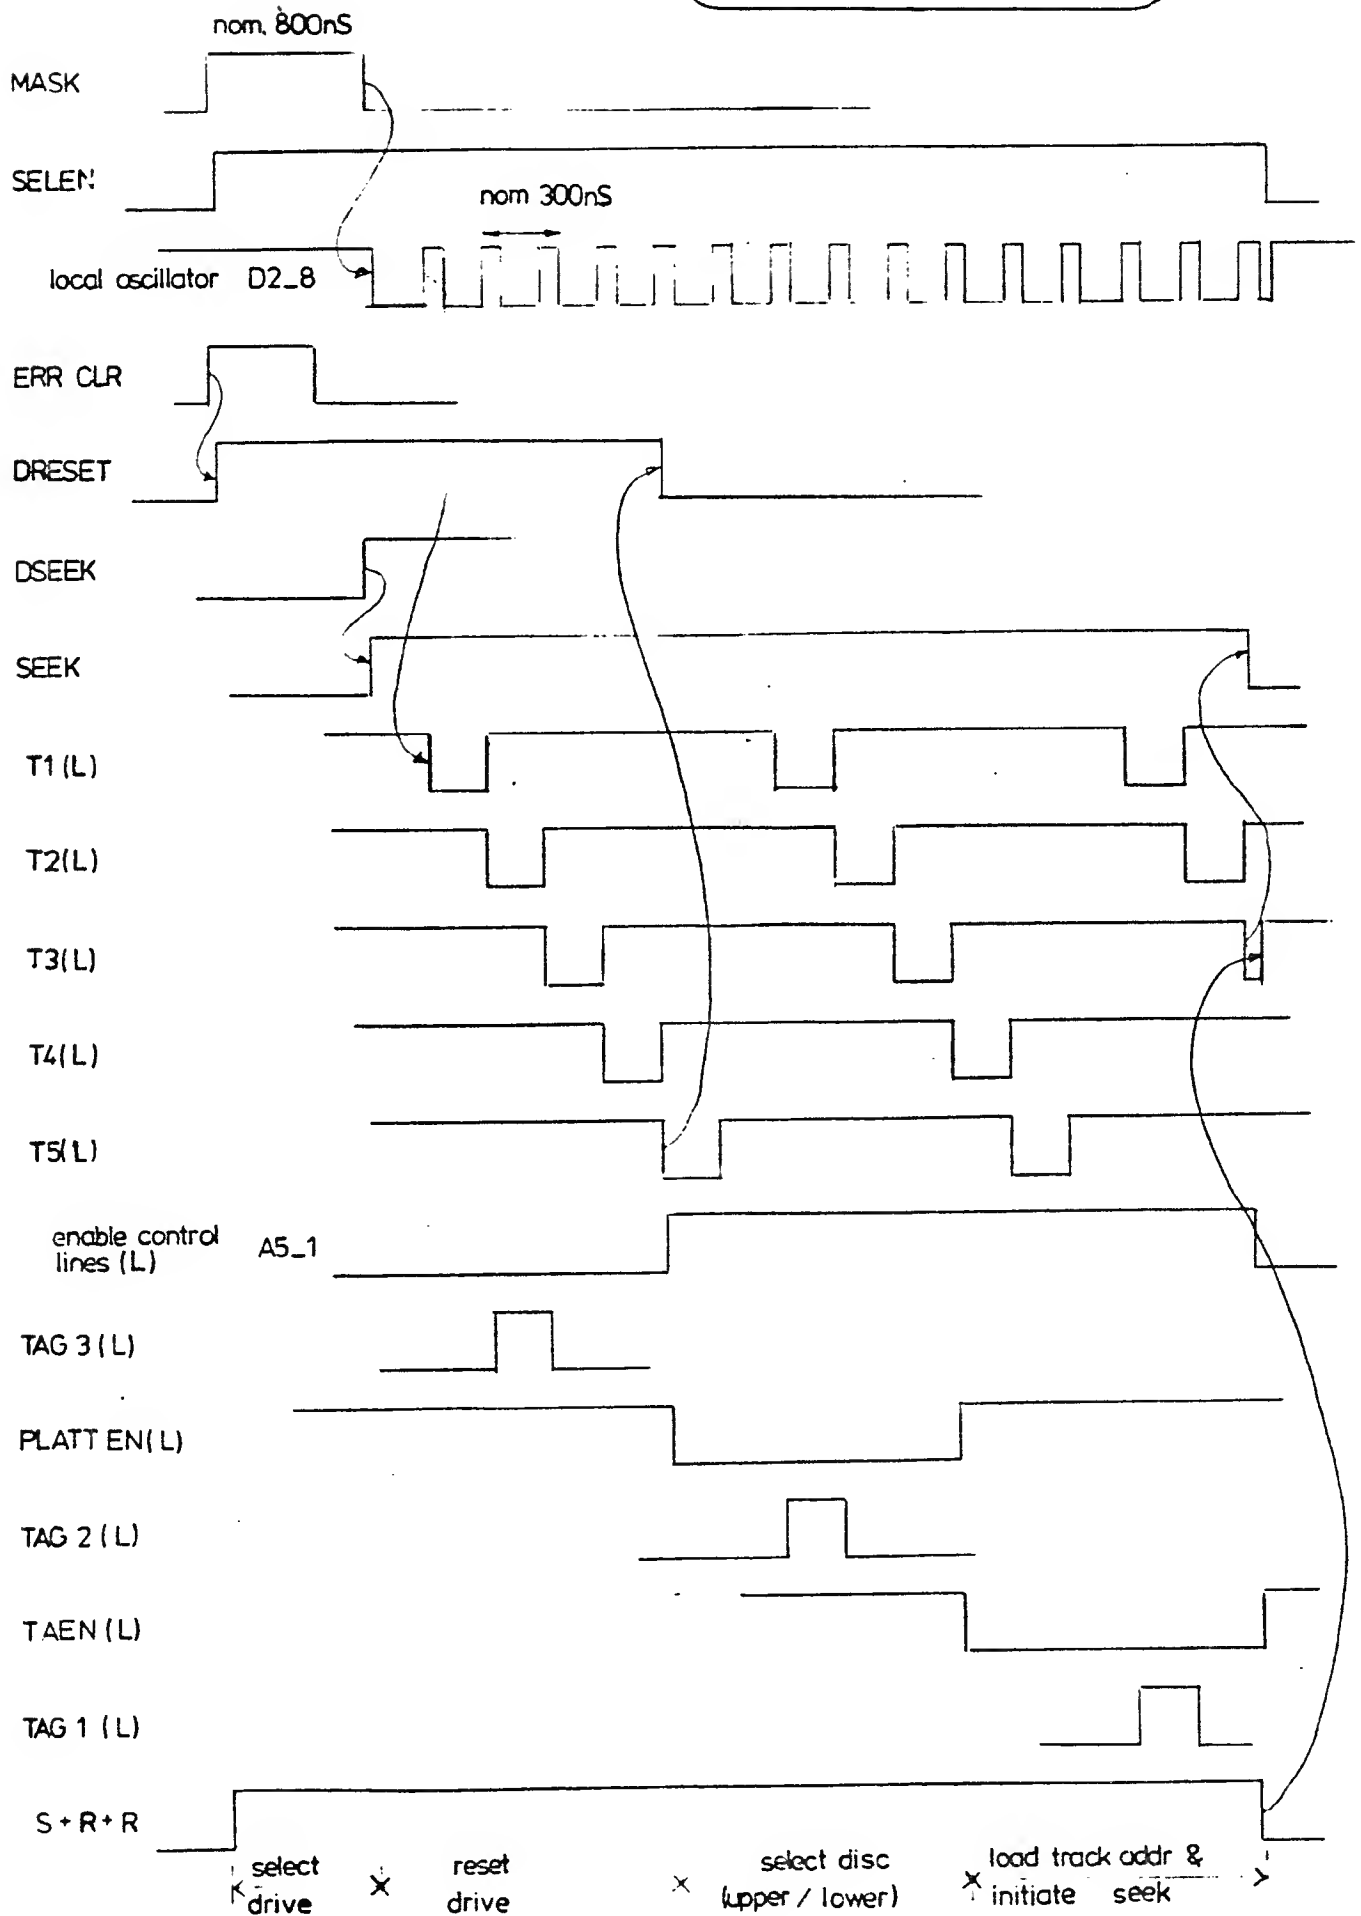 nom. 800nS
MASK
SELEN
nom 300nS
local oscillator D2_8
ERR CLR
DRESET
DSEEK
SEEK
T1(L)
T2(L)
T3(L)
T4(L)
T5(L)
enable control
lines (L) A5_1
TAG 3(L)
PLATT EN(L)
TAG 2(L)
TAEN(L)
TAG 1 (L)
S+R+R
select
drive
reset
drive
select disc
(upper / lower)
load track addr &
initiate seek